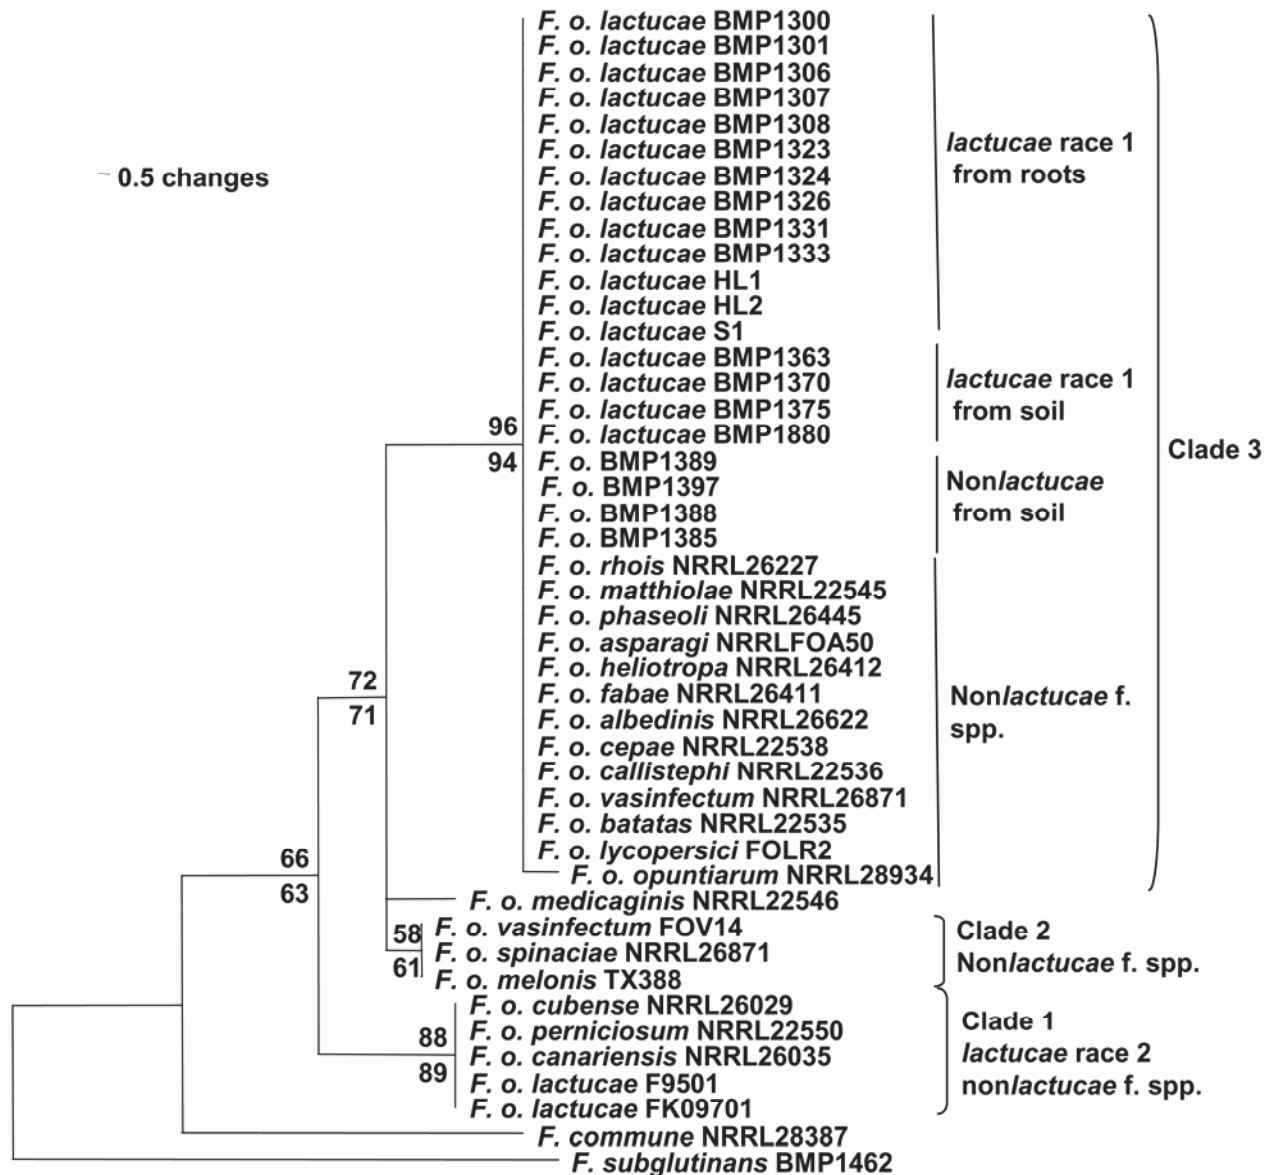 F. o. lactucae BMP1300
F. o. lactucae BMP1301
F. o. lactucae BMP1306
F. o. lactucae BMP1307
F. o. lactucae BMP1308
F. o. lactucae BMP1323
F. o. lactucae BMP1324
F. o. lactucae BMP1326
F. o. lactucae BMP1331
F. o. lactucae BMP1333
F. o. lactucae HL1
F. o. lactucae HL2
F. o. lactucae S1
lactucae race 1
from roots
0.5 changes
F. o. lactucae BMP1363
F. o. lactucae BMP1370
F. o. lactucae BMP1375
F. o. lactucae BMP1880
lactucae race 1
from soil
96
94
F. o. BMP1389
F. o. BMP1397
F. o. BMP1388
F. o. BMP1385
Nonlactucae
from soil
Clade 3
F. o. rhois NRRL26227
F. o. matthiolae NRRL22545
F. o. phaseoli NRRL26445
F. o. asparagi NRRLFOA50
F. o. heliotropa NRRL26412
F. o. fabae NRRL26411
F. o. albedinis NRRL26622
F. o. cepae NRRL22538
F. o. callistephi NRRL22536
F. o. vasinfectum NRRL26871
F. o. batatas NRRL22535
F. o. lycopersici FOLR2
F. o. opuntiarum NRRL28934
Nonlactucae f.
spp.
72
71
66
63
F. o. medicaginis NRRL22546
58
61
F. o. vasinfectum FOV14
F. o. spinaciae NRRL26871
F. o. melonis TX388
Clade 2
Nonlactucae f. spp.
88
89
F. o. cubense NRRL26029
F. o. perniciosum NRRL22550
F. o. canariensis NRRL26035
F. o. lactucae F9501
F. o. lactucae FK09701
Clade 1
lactucae race 2
nonlactucae f. spp.
F. commune NRRL28387
F. subglutinans BMP1462